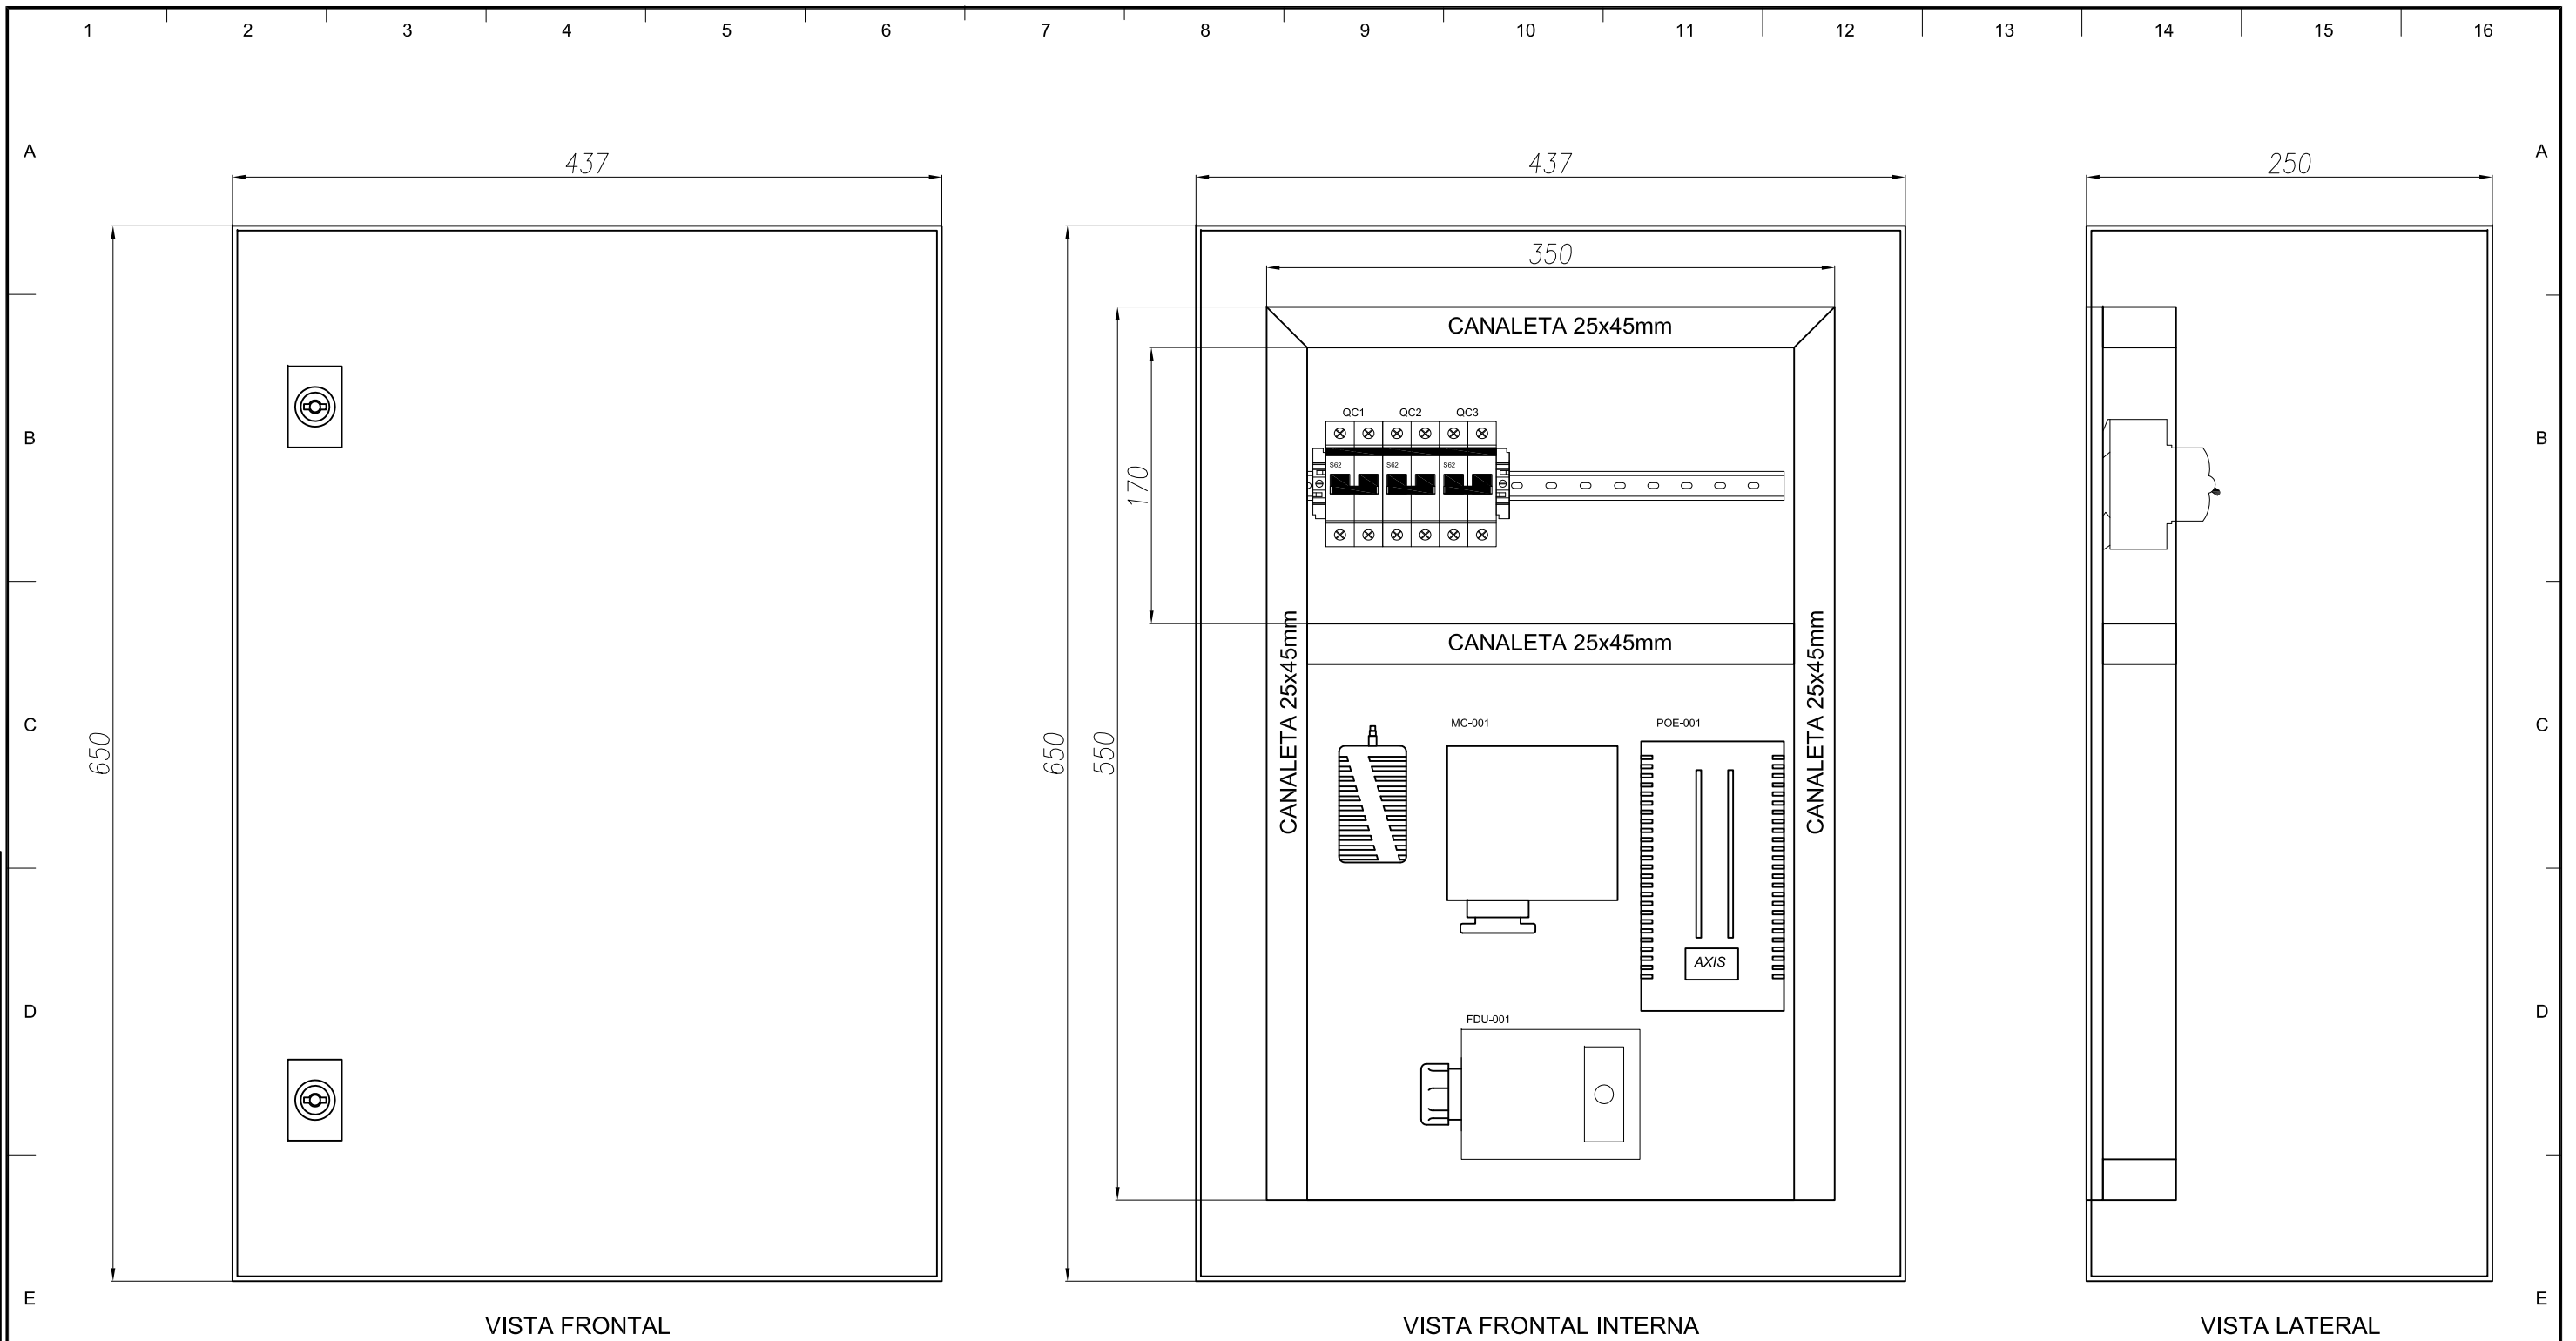 1 2 3 4 5 6 7 8 9 10 11 12 13 14 15 16
A A
437 437 250
350
CANALETA 25x45mm
B B
QC1 QC2 QC3
S62 S62 S62
170
CANALETA 25x45mm
CANALETA 25x45mm
CANALETA 25x45mm
C C
MC-001 POE-001
650 650 550
AXIS
D D
FDU-001
E E
VISTA FRONTAL VISTA FRONTAL INTERNA VISTA LATERAL